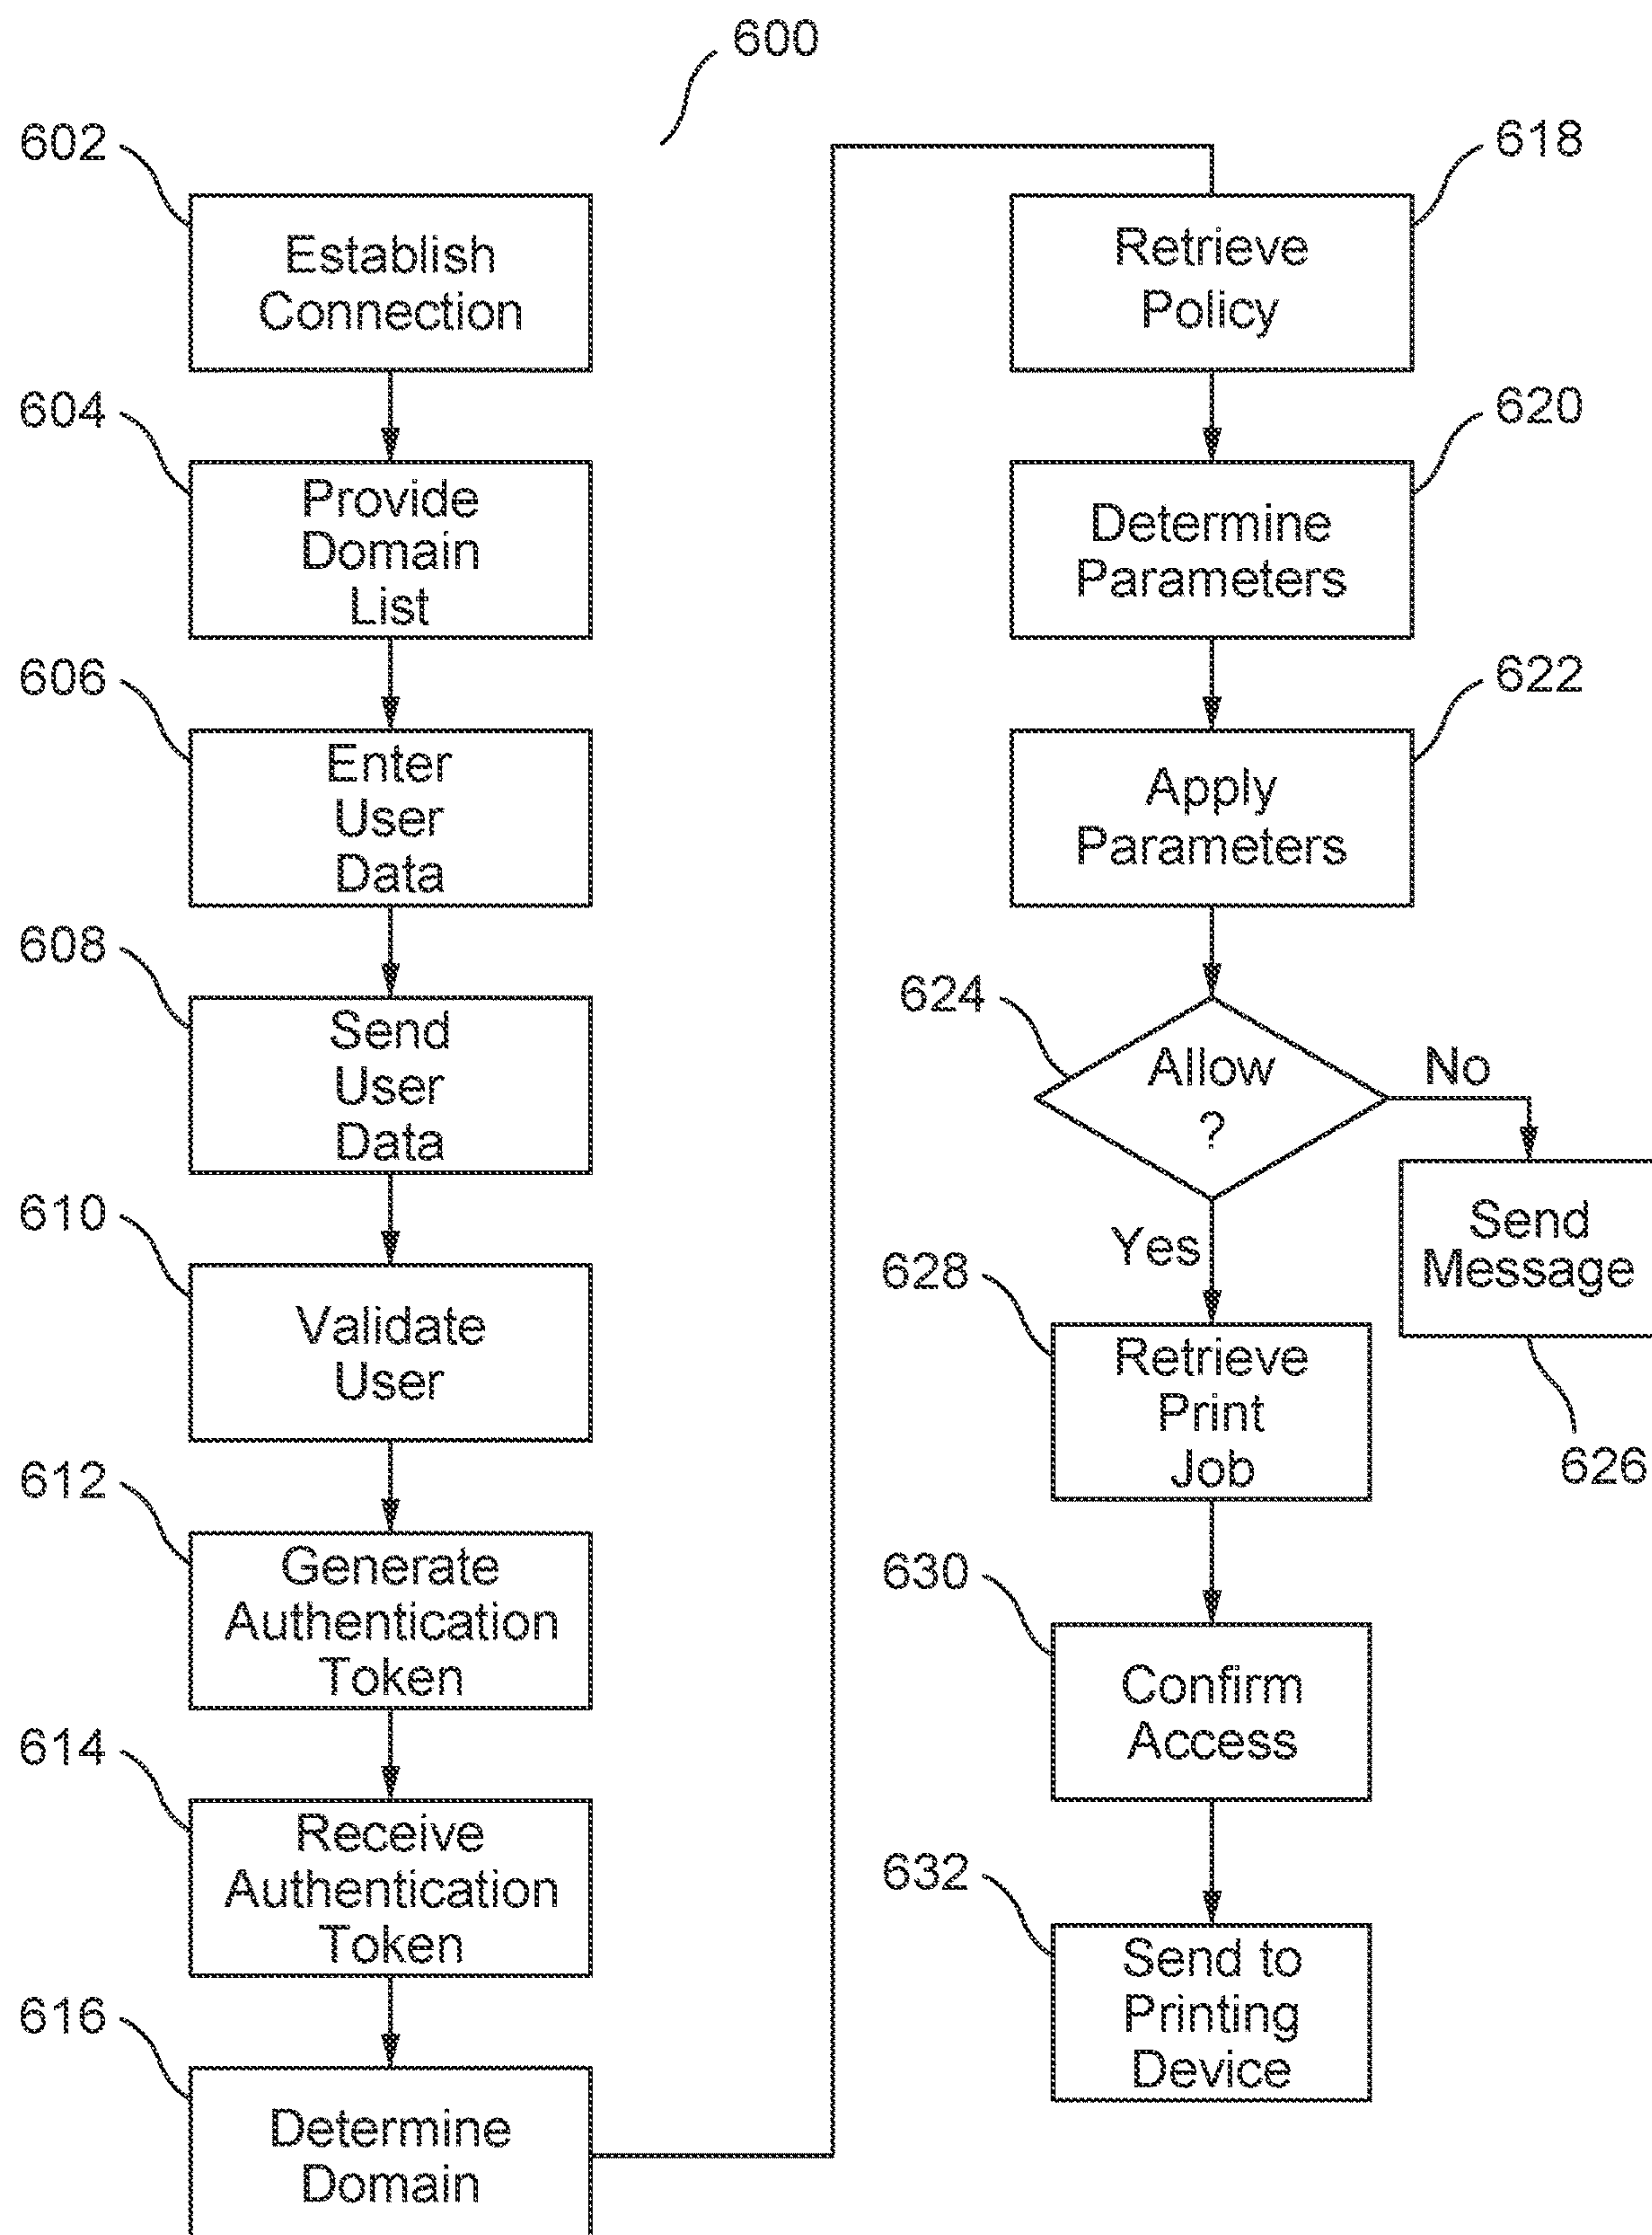 600
602
Establish
Connection
604
Provide
Domain
List
606
Enter
User
Data
608
Send
User
Data
610
Validate
User
612
Generate
Authentication
Token
614
Receive
Authentication
Token
616
Determine
Domain
618
Retrieve
Policy
620
Determine
Parameters
622
Apply
Parameters
624
Allow
?
No
Send
Message
626
Yes
628
Retrieve
Print
Job
630
Confirm
Access
632
Send to
Printing
Device